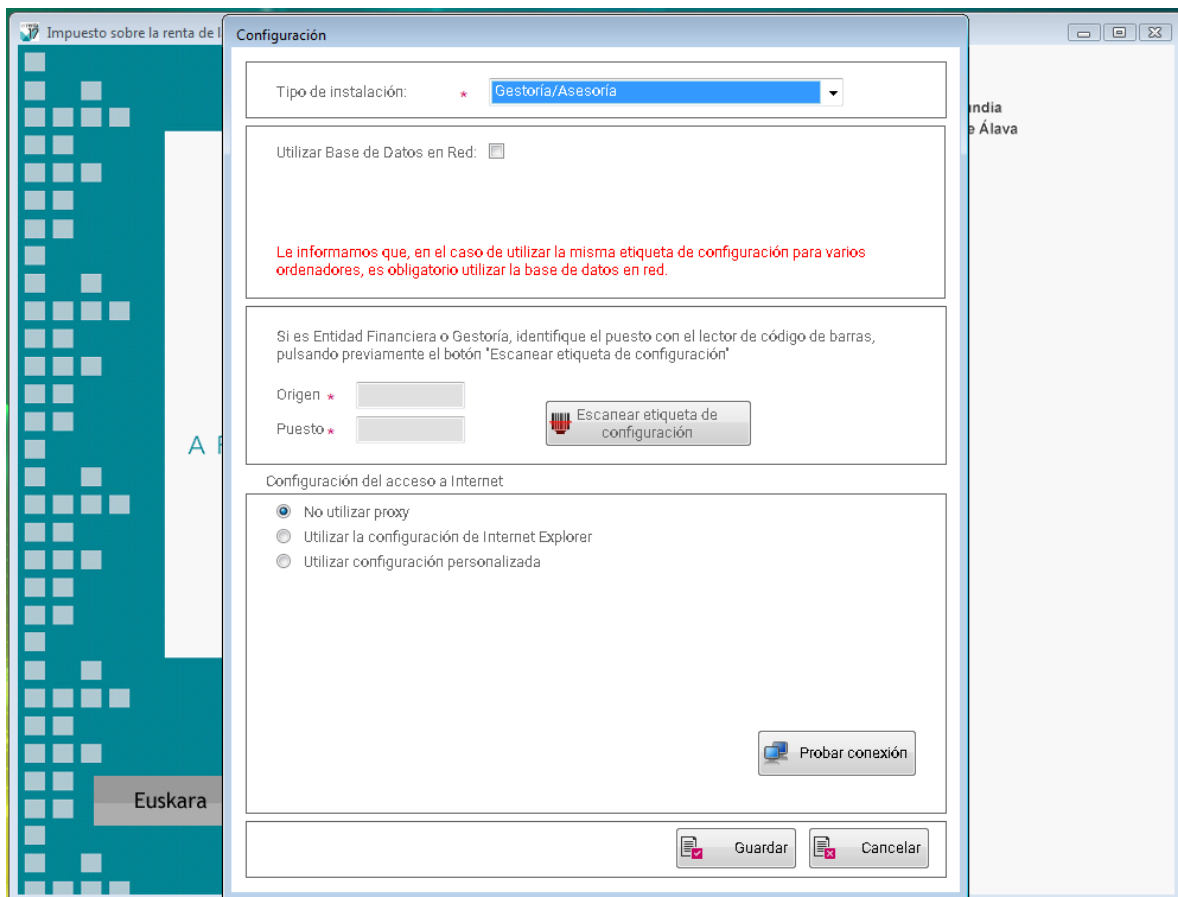 Impuesto sobre la renta de l
Configuración
Tipo de instalación: * Gestoría/Asesoría
Utilizar Base de Datos en Red:
Le informamos que, en el caso de utilizar la misma etiqueta de configuración para varios
ordenadores, es obligatorio utilizar la base de datos en red.
Si es Entidad Financiera o Gestoría, identifique el puesto con el lector de código de barras,
pulsando previamente el botón "Escanear etiqueta de configuración"
Origen *
Puesto *
Escanear etiqueta de
configuración
Configuración del acceso a Internet
No utilizar proxy
Utilizar la configuración de Internet Explorer
Utilizar configuración personalizada
Probar conexión
Guardar
Cancelar
Euskara
e Álava